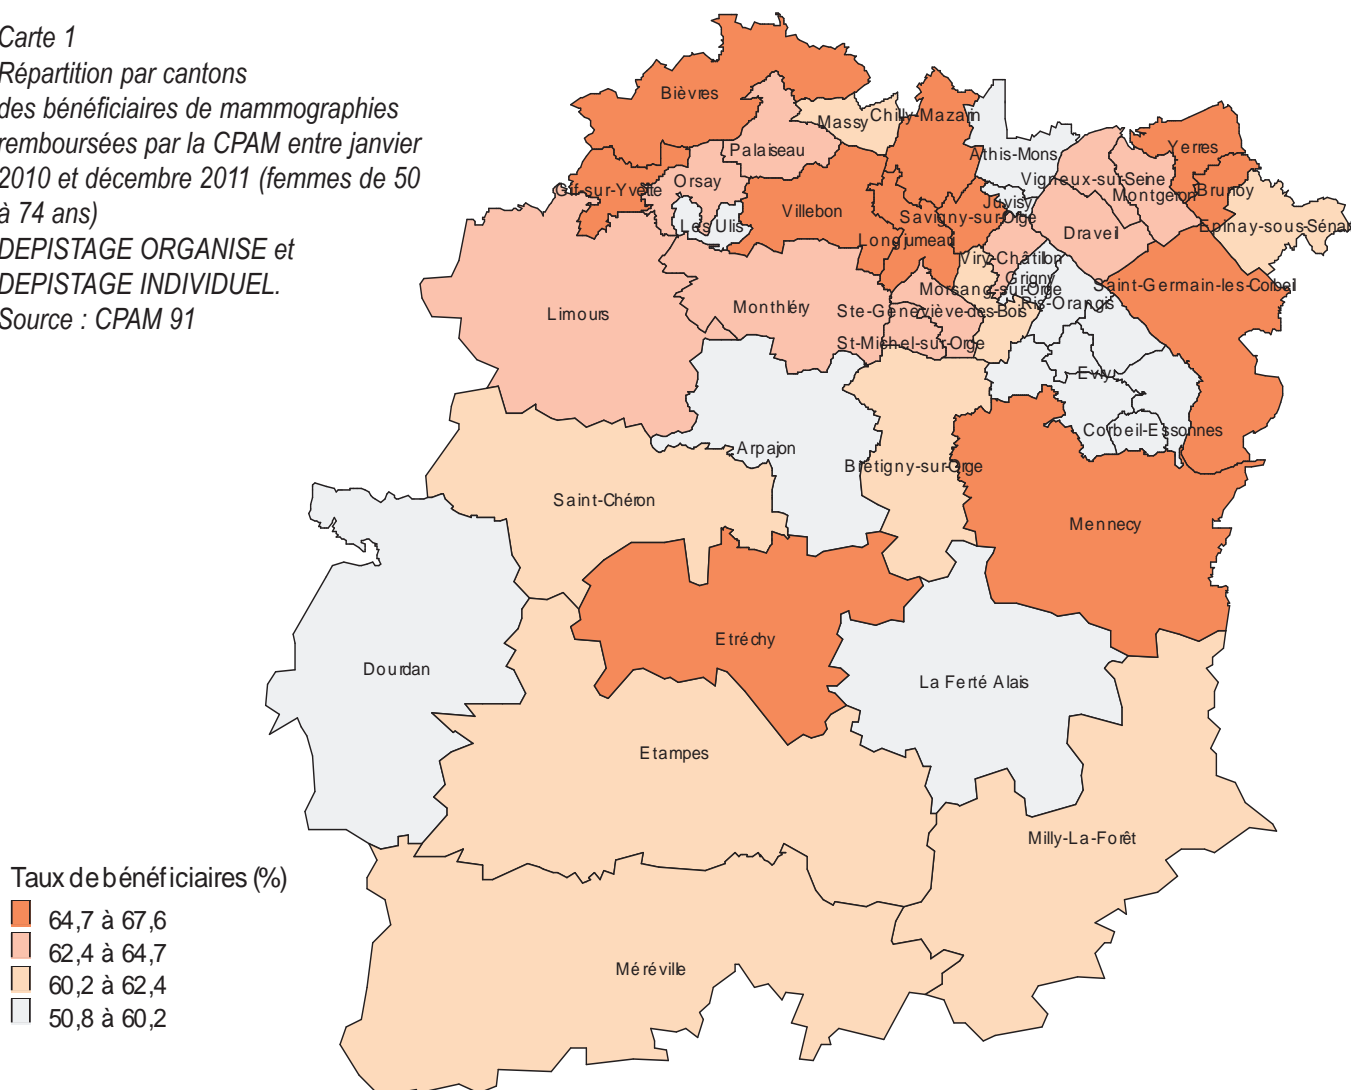 Carte 1
Répartition par cantons
des bénéficiaires de mammographies
remboursées par la CPAM entre janvier
2010 et décembre 2011 (femmes de 50
à 74 ans)
DEPISTAGE ORGANISE et
DEPISTAGE INDIVIDUEL.
Source : CPAM 91
Bièvres
Massy
Chilly-Mazarin
Palaiseau
Athis-Mons
Yerres
Gif-sur-Yvette
Orsay
Vigneux-sur-Seine
Montgeron
Brunoy
Les Ulis
Villebon
Juvisy
Savigny-sur-Orge
Draveil
Epinay-sous-Sénar
Longjumeau
Viry-Châtillon
Grigny
Saint-Germain-les-Corbeil
Morsang-sur-Orge
Ris-Orangis
Limours
Monthléry
Ste-Geneviève-des-Bois
St-Michel-sur-Orge
Evry
Corbeil-Essonnes
Arpajon
Brétigny-sur-Orge
Saint-Chéron
Mennecy
Etréchy
Dourdan
La Ferté Alais
Etampes
Milly-La-Forêt
Méréville
Taux de bénéficiaires (%)
64,7 à 67,6
62,4 à 64,7
60,2 à 62,4
50,8 à 60,2